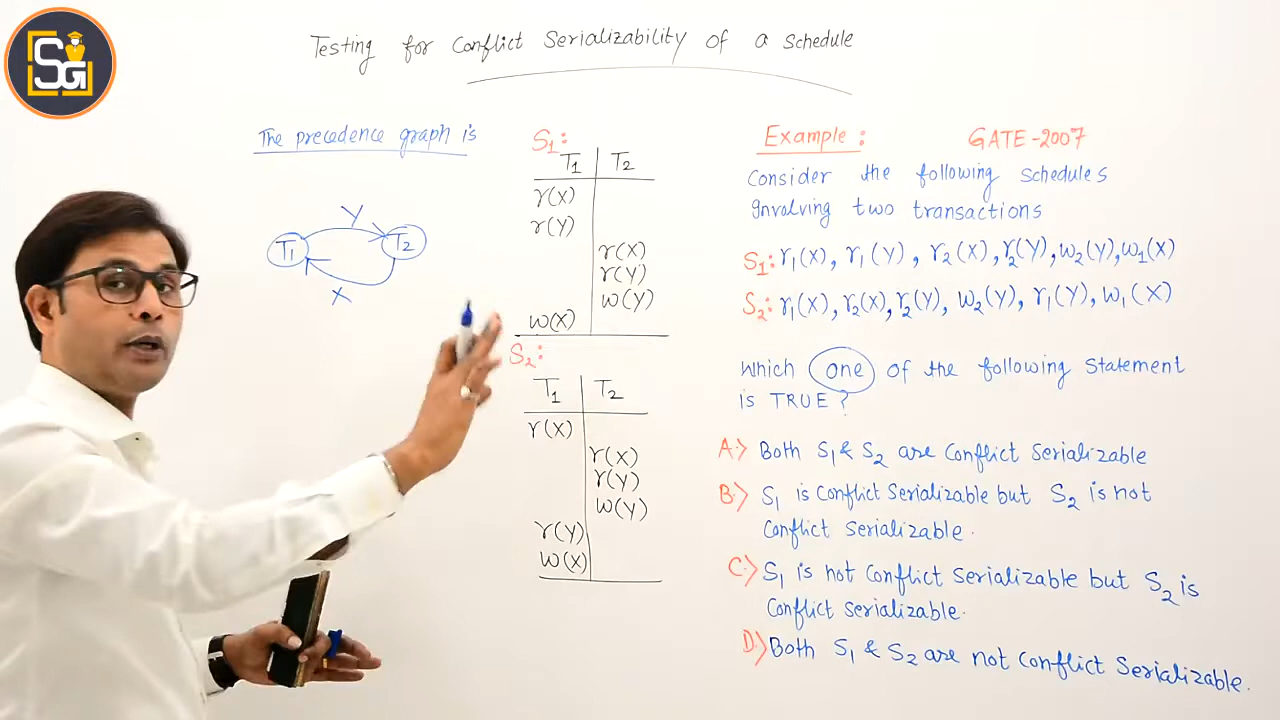 SG
Testing for Conflict Serializability of a Schedule
The precedence graph is
Y
T1 T2
X
S1:
T1 T2
r(X)
r(Y)
r(X)
r(Y)
w(Y)
w(X)
S2:
T1 T2
r(X)
r(X)
r(Y)
w(Y)
r(Y)
w(X)
Example : GATE-2007
Consider the following schedules
Involving two transactions
S1: r1(X), r1(Y), r2(X), r2(Y), w2(Y), w1(X)
S2: r1(X), r2(X), r2(Y), w2(Y), r1(Y), w1(X)
Which one of the following Statement
is TRUE?
A.> Both S1 & S2 are Conflict Serializable
B.> S1 is Conflict Serializable but S2 is not
Conflict Serializable.
C.> S1 is not Conflict Serializable but S2 is
Conflict Serializable.
D.> Both S1 & S2 are not Conflict Serializable.